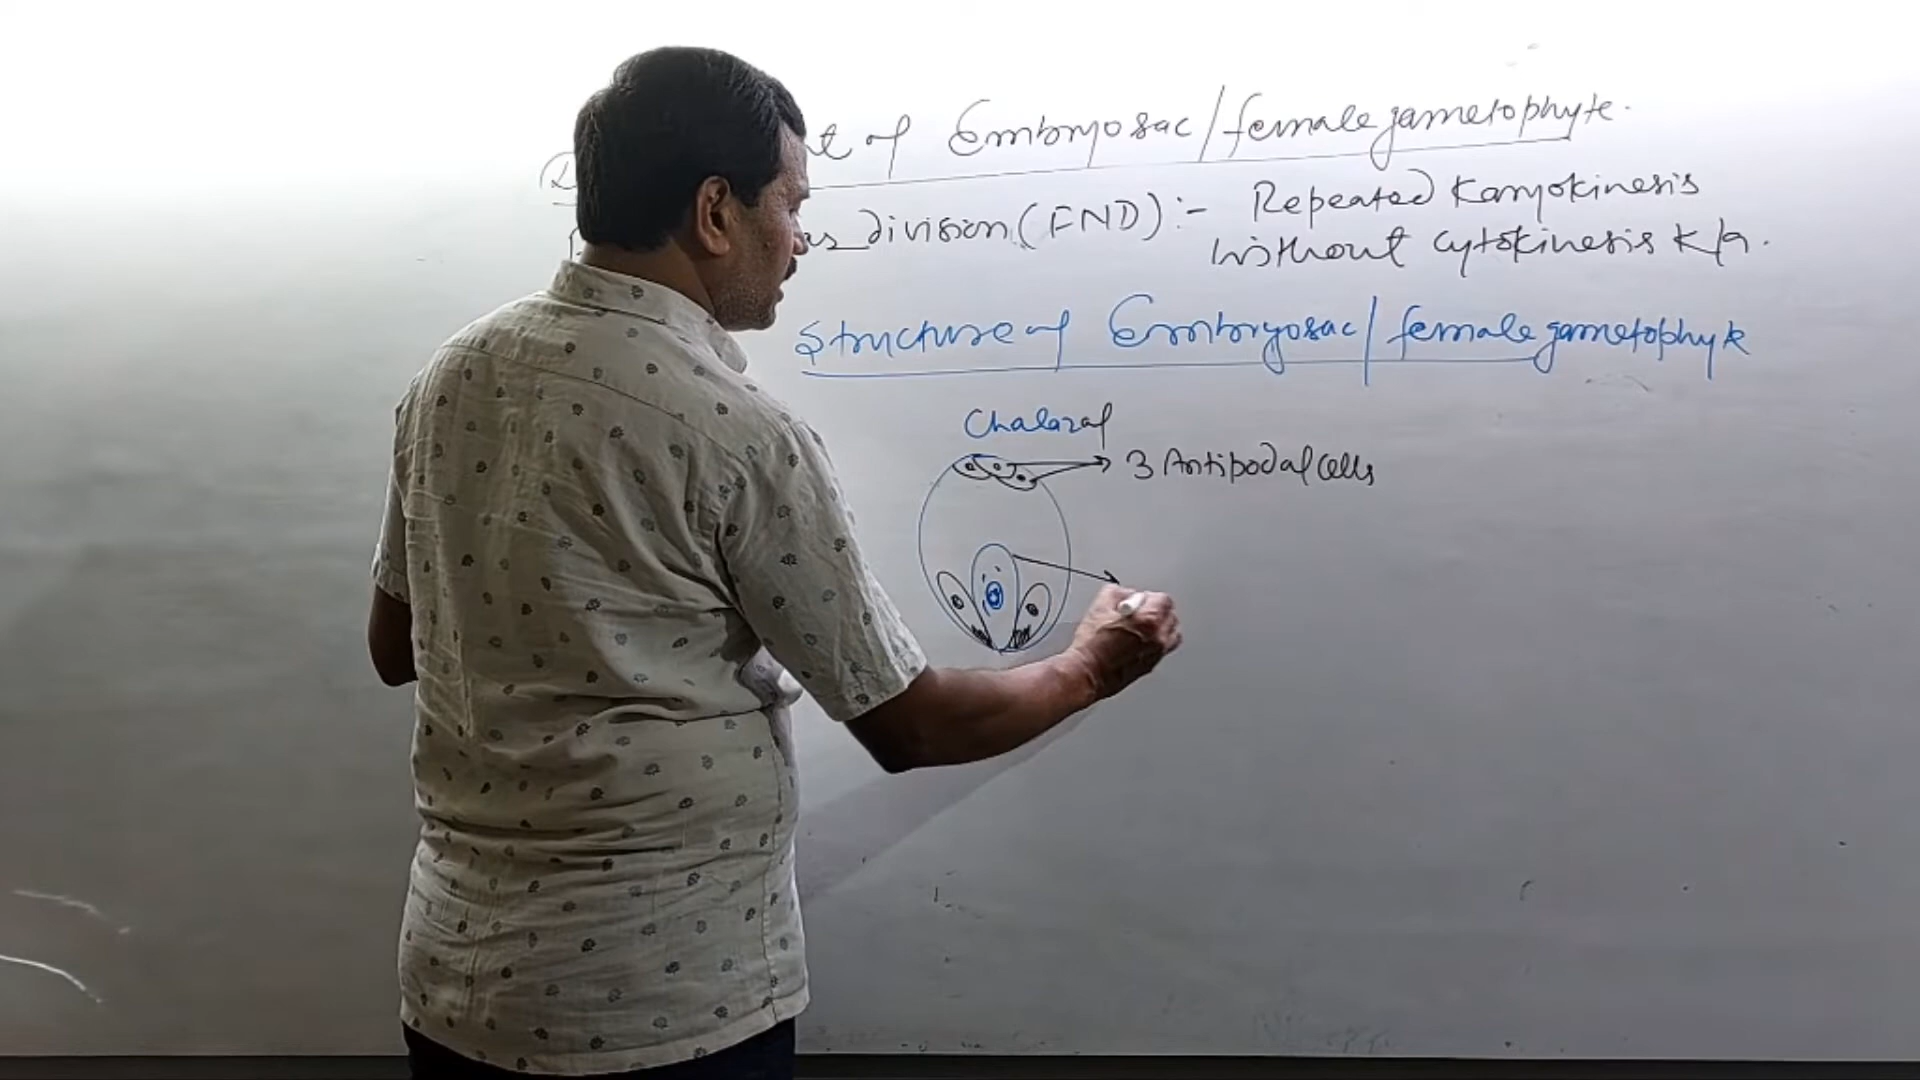 t of Embryosac/female gametophyte.
division (FND) :- Repeated Karyokinesis
without cytokinesis K/a.
Structure of Embryosac/female gametophyte
Chalazal
3 Antipodal Cells